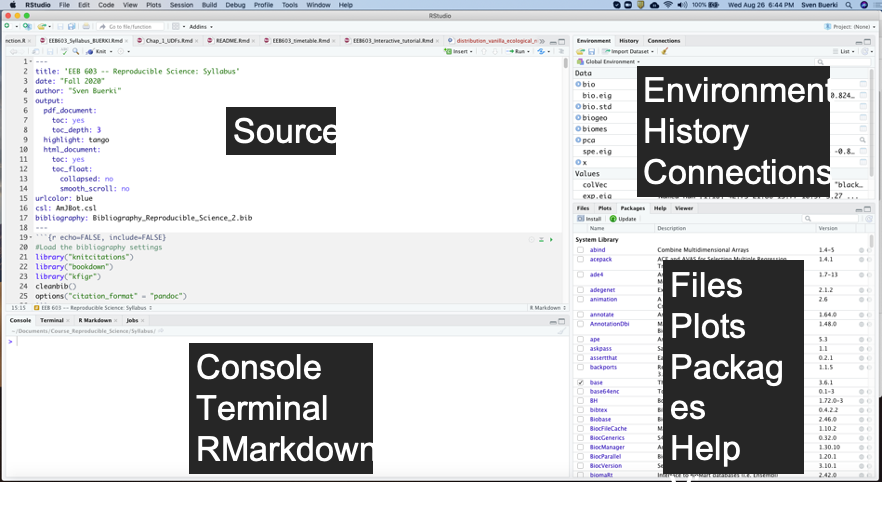 RStudio File Edit Code View Plots Session Build Debug Profile Tools Window Help 100% Wed Aug 26 6:44 PM Sven Buerki
RStudio
Go to file/function Addins Project: (None)
nction.R EEB603_Syllabus_BUERKI.Rmd Chap_1_UDFs.Rmd README.Rmd EEB603_timetable.Rmd EEB603_Interactive_tutorial.Rmd distribution_vanilla_ecological_n
Knit Insert Run
1 ---
2 title: "EEB 603 -- Reproducible Science: Syllabus"
3 date: "Fall 2020"
4 author: "Sven Buerki"
5 output:
6 pdf_document:
7 toc: yes
8 toc_depth: 3
9 highlight: tango
10 html_document:
11 toc: yes
12 toc_float:
13 collapsed: no
14 smooth_scroll: no
15 urlcolor: blue
16 csl: AmJBot.csl
17 bibliography: Bibliography_Reproducible_Science_2.bib
18 ---
19 ```{r echo=FALSE, include=FALSE}
20 #Load the bibliography settings
21 library("knitcitations")
22 library("bookdown")
23 library("kfigr")
24 cleanbib()
25 options("citation_format" = "pandoc")
15:15 EEB 603 -- Reproducible Science: Syllabus R Markdown
Source
Console Terminal R Markdown Jobs
~/Documents/Course_Reproducible_Science/Syllabus/
>
Console
Terminal
RMarkdown
Environment History Connections
Import Dataset List
Global Environment
Data
bio
bio.eig 0.824…
bio.std
biogeo
biomes
pca
spe.eig -0.8…
x
Values
colVec "black…
exp.eig
Environment
History
Connections
Files Plots Packages Help Viewer
Install Update
Name Description Version
System Library
abind Combine Multidimensional Arrays 1.4-5
acepack ACE and AVAS for Selecting Multiple Regression 1.4.1
ade4 1.7-13
adegenet 2.1.2
animation 2.6
annotate 1.64.0
AnnotationDbi 1.48.0
ape 5.3
askpass 1.1
assertthat 0.2.1
backports 1.1.5
base 3.6.1
base64enc 0.1-3
BH 1.72.0-3
bibtex 0.4.2.2
Biobase 2.46.0
BiocFileCache 1.10.2
BiocGenerics 0.32.0
BiocManager 1.30.10
BiocParallel 1.20.1
BiocVersion 3.10.1
biomaRt Interface to BioMart databases (i.e. Ensembl) 2.42.0
Files
Plots
Packag
es
Help